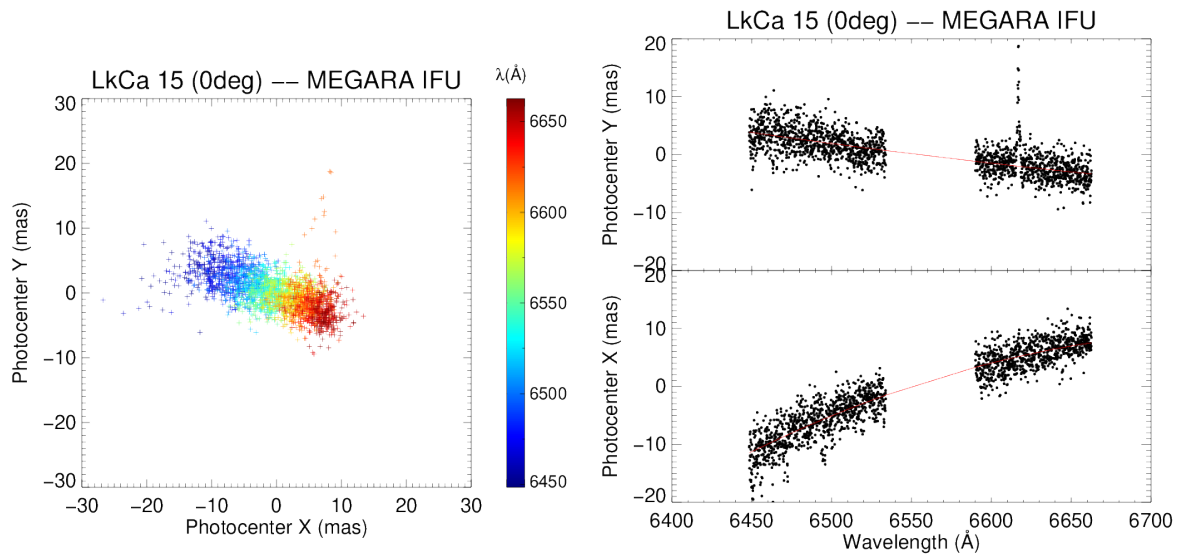 LkCa 15 (0deg) −− MEGARA IFU
λ(Å)
Photocenter Y (mas)
30
20
10
0
−10
−20
−30
−30 −20 −10 0 10 20 30
Photocenter X (mas)
6650
6600
6550
6500
6450
LkCa 15 (0deg) −− MEGARA IFU
Photocenter Y (mas)
20
10
0
−10
−20
Photocenter X (mas)
20
10
0
−10
−20
6400 6450 6500 6550 6600 6650 6700
Wavelength (Å)